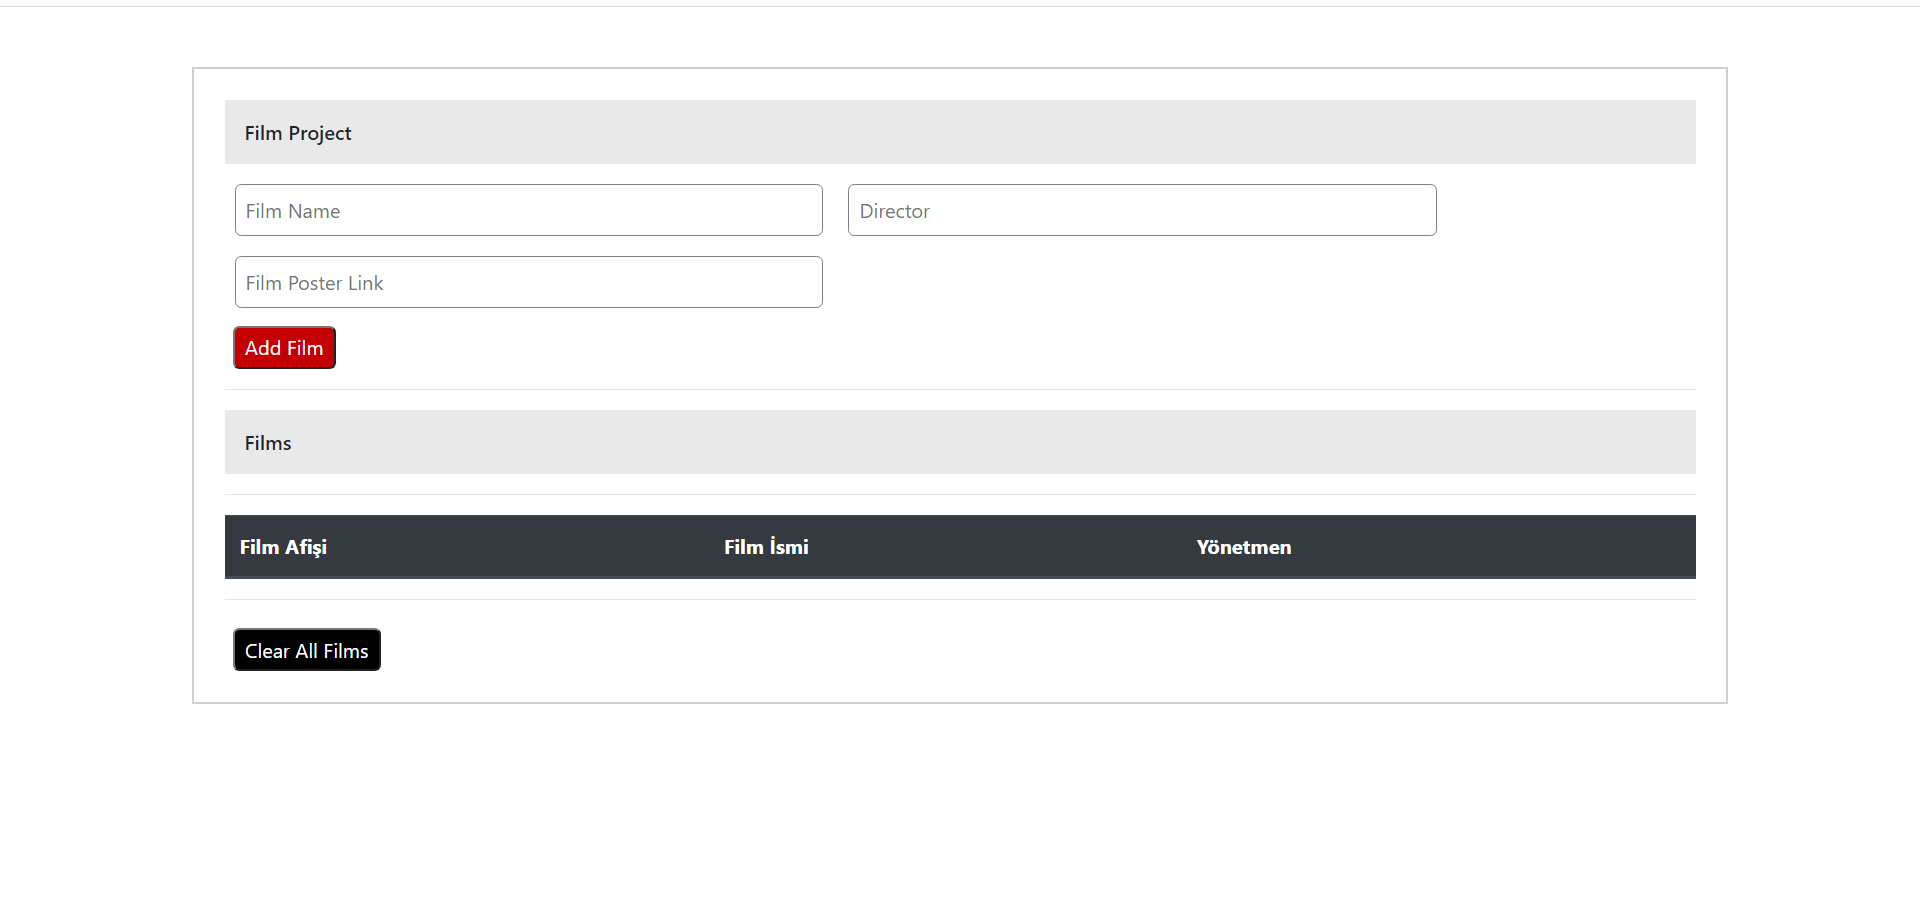 Film Project
Film Name
Director
Film Poster Link
Add Film
Films
Film Afişi Film İsmi Yönetmen
Clear All Films